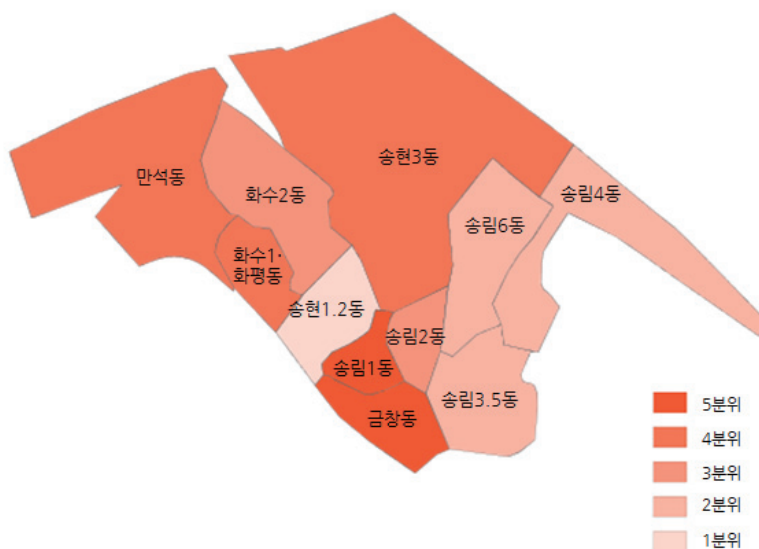 송현3동
만석동
화수2동
송림4동
송림6동
화수1·
화평동
송현1.2동
송림2동
송림1동
송림3.5동
금창동
5분위
4분위
3분위
2분위
1분위